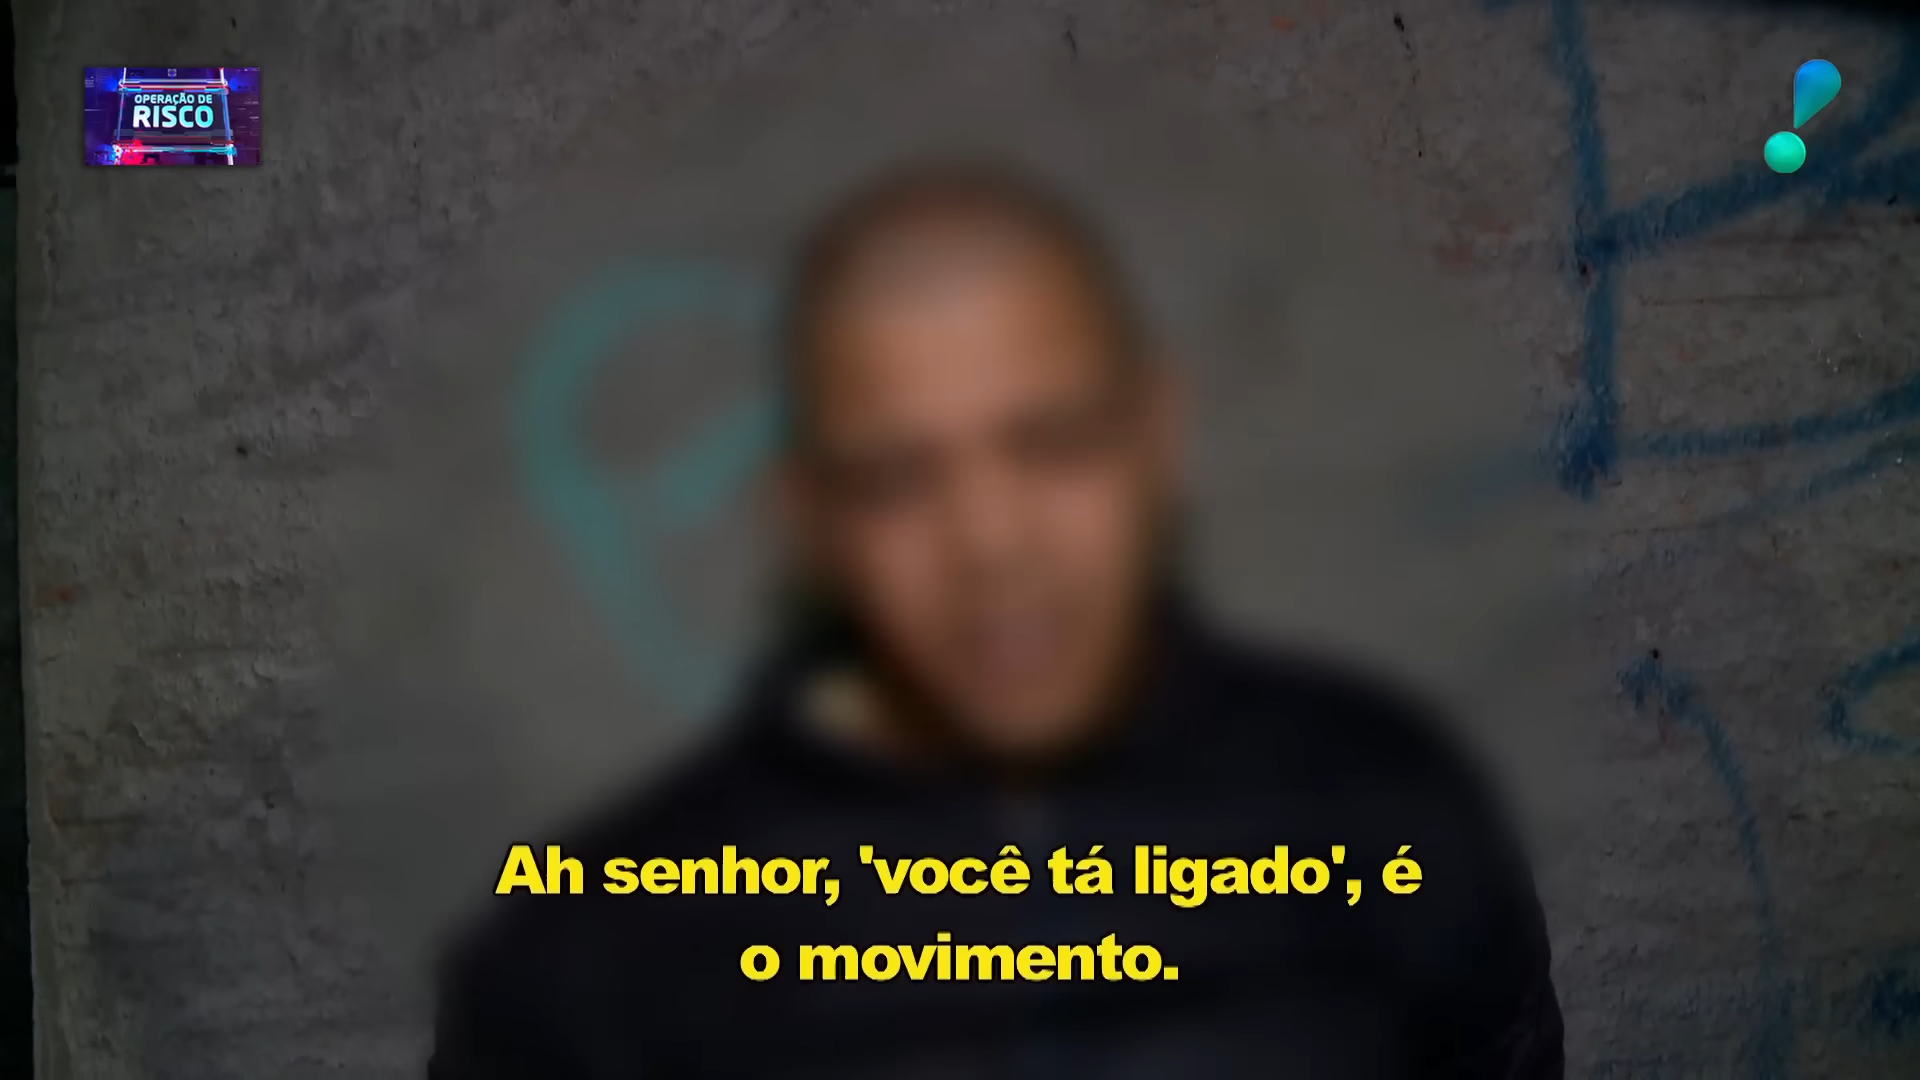 OPERAÇÃO DE
RISCO
Ah senhor, 'você tá ligado', é
o movimento.